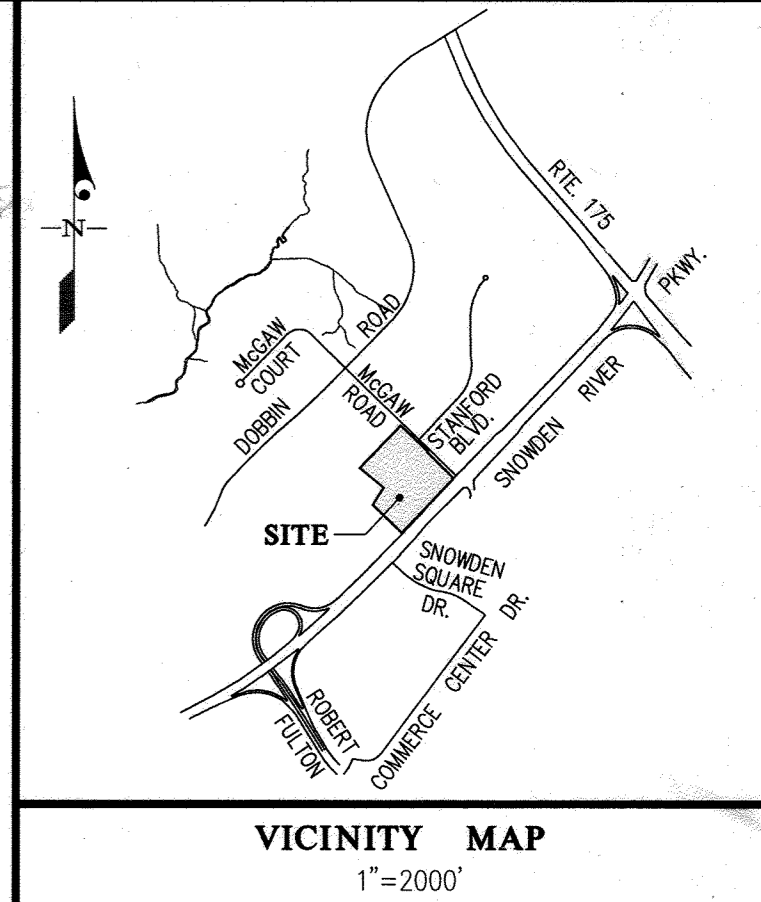 RTE. 175
PKWY.
N
McGAW
COURT
ROAD
DOBBIN
McGAW
ROAD
STANFORD
BLVD.
RIVER
SNOWDEN
SITE
SNOWDEN
SQUARE
DR.
COMMERCE CENTER DR.
ROBERT
FULTON
VICINITY MAP
1"=2000'